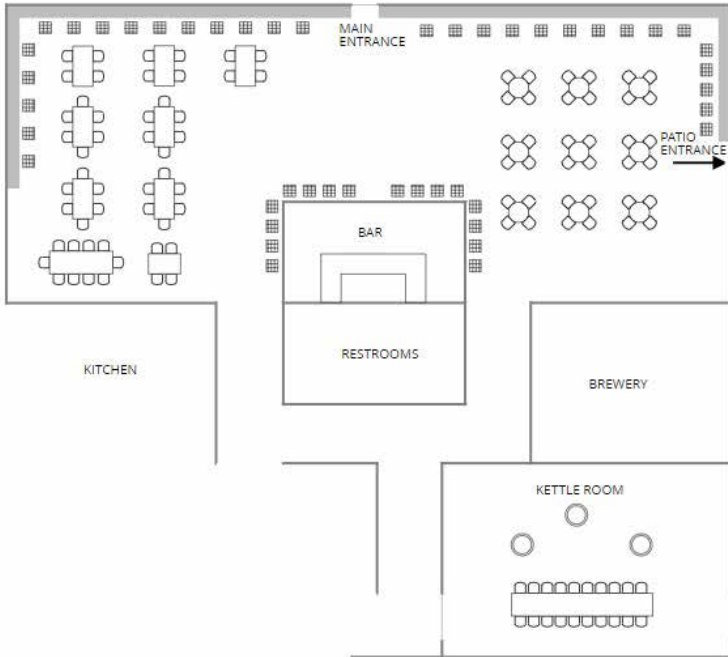 MAIN
ENTRANCE
PATIO
ENTRANCE
BAR
RESTROOMS
KITCHEN
BREWERY
KETTLE ROOM